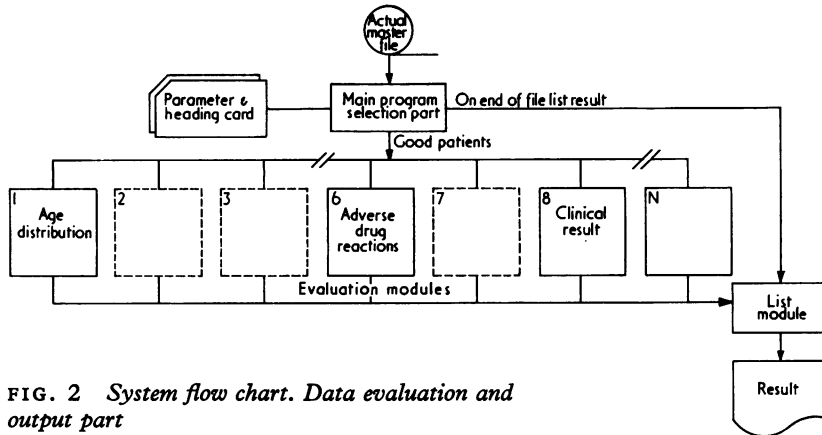 Actual
master
file
Parameter &
heading card
Main program
selection part
On end of file list result
Good patients
1
Age
distribution
2
3
6
Adverse
drug
reactions
7
8
Clinical
result
N
Evaluation modules
List
module
Result
FIG. 2 System flow chart. Data evaluation and
output part